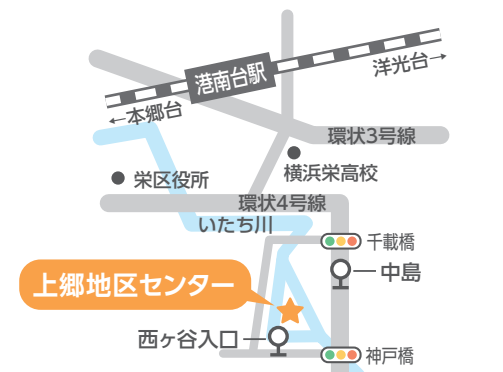 港南台駅
洋光台→
←本郷台
環状3号線
横浜栄高校
栄区役所
環状4号線
いたち川
千載橋
中島
上郷地区センター
西ヶ谷入口
神戸橋